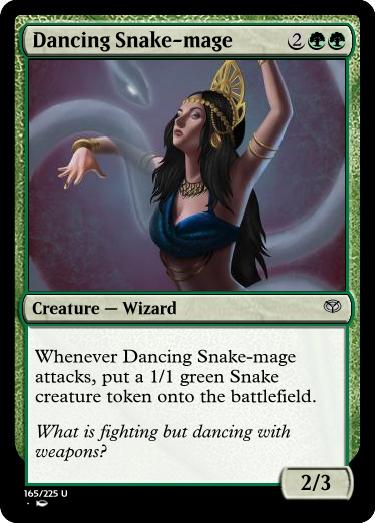 Dancing Snake-mage 2
Creature — Wizard
Whenever Dancing Snake-mage
attacks, put a 1/1 green Snake
creature token onto the battlefield.
What is fighting but dancing with
weapons?
2/3
165/225 U